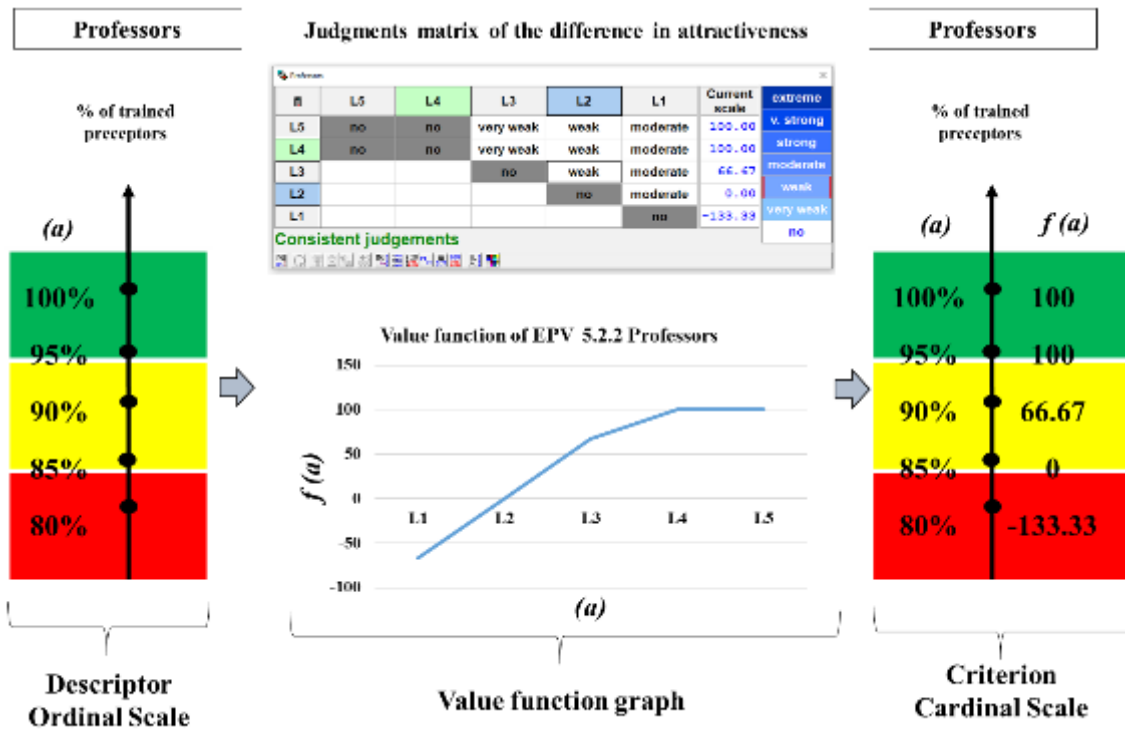 Professors
% of trained
preceptors
(a)
100%
95%
90%
85%
80%
Descriptor
Ordinal Scale
Judgments matrix of the difference in attractiveness
Professors
L5 L4 L3 L2 L1 Current
scale
L5 no no very weak weak moderate 100.00
L4 no no very weak weak moderate 100.00
L3 no weak moderate 66.67
L2 no moderate 0.00
L1 no -133.33
extreme
v. strong
strong
moderate
weak
very weak
no
Consistent judgements
Value function of EPV 5.2.2 Professors
150
100
50
0
-50
-100
f (a)
L1 L2 L3 L4 L5
(a)
Value function graph
Professors
% of trained
preceptors
(a) f (a)
100% 100
95% 100
90% 66.67
85% 0
80% -133.33
Criterion
Cardinal Scale